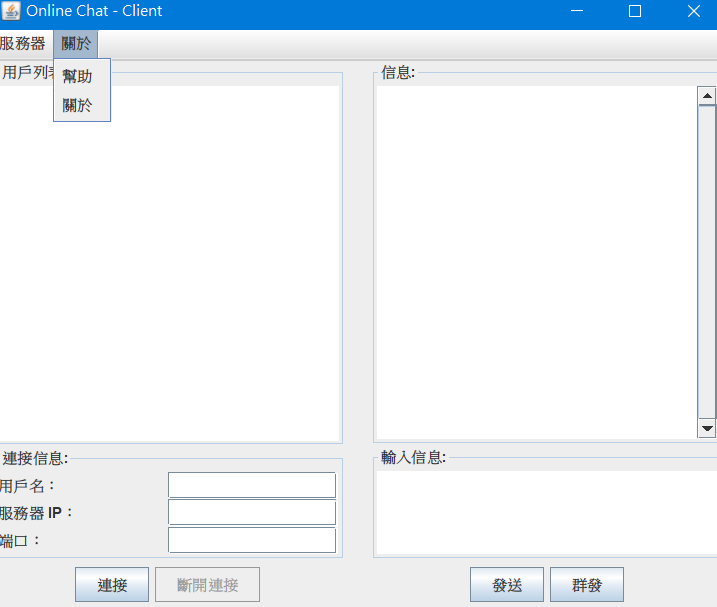 Online Chat - Client
服務器 關於
幫助
關於
用戶列
信息:
連接信息:
用戶名：
服務器 IP：
端口：
輸入信息:
連接 斷開連接 發送 群發